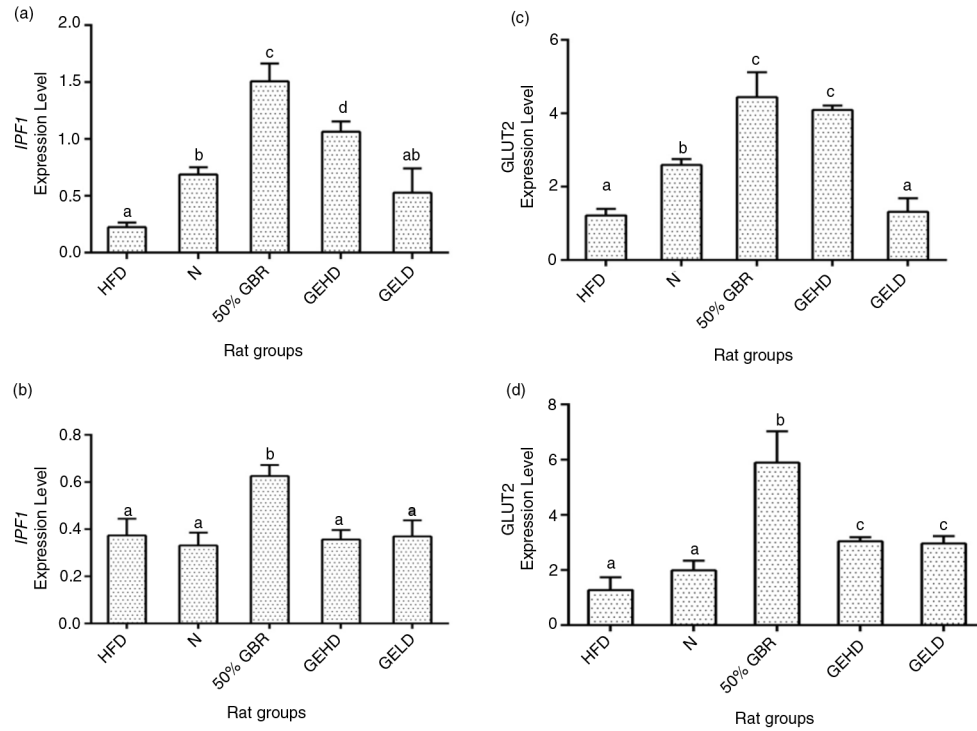 (a)
2.0
1.5
1.0
0.5
0.0
IPF1
Expression Level
a
b
c
d
ab
HFD
N
50% GBR
GEHD
GELD
Rat groups
(c)
6
4
2
0
GLUT2
Expression Level
a
b
c
c
a
HFD
N
50% GBR
GEHD
GELD
Rat groups
(b)
0.8
0.6
0.4
0.2
0.0
IPF1
Expression Level
a
a
b
a
a
HFD
N
50% GBR
GEHD
GELD
Rat groups
(d)
8
6
4
2
0
GLUT2
Expression Level
a
a
b
c
c
HFD
N
50% GBR
GEHD
GELD
Rat groups